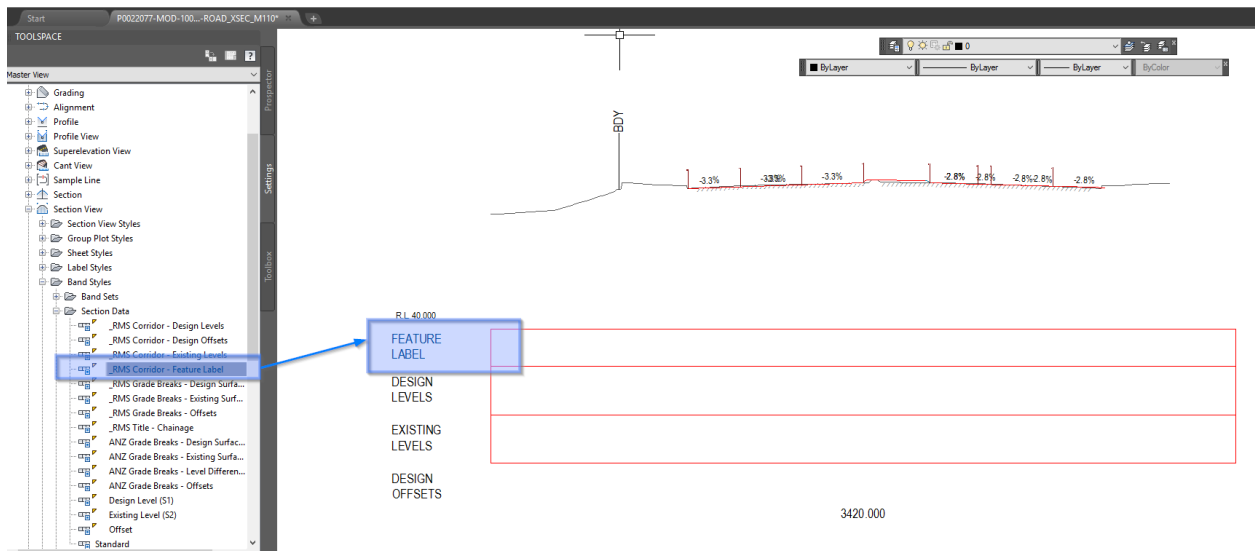 Start
P0022077-MOD-100...-ROAD_XSEC_M110*
TOOLSPACE
Master View
Grading
Alignment
Profile
Profile View
Superelevation View
Cant View
Sample Line
Section
Section View
Section View Styles
Group Plot Styles
Sheet Styles
Label Styles
Band Styles
Band Sets
Section Data
_RMS Corridor - Design Levels
_RMS Corridor - Design Offsets
_RMS Corridor - Existing Levels
_RMS Corridor - Feature Label
_RMS Grade Breaks - Design Surfa...
_RMS Grade Breaks - Existing Surf...
_RMS Grade Breaks - Offsets
_RMS Title - Chainage
ANZ Grade Breaks - Design Surfac...
ANZ Grade Breaks - Existing Surfa...
ANZ Grade Breaks - Level Differen...
ANZ Grade Breaks - Offsets
Design Level (S1)
Existing Level (S2)
Offset
Standard
Prospector
Settings
Toolbox
0
ByLayer
ByLayer
ByLayer
ByColor
BDY
-3.3%
-3.3%
-2.8%
-2.8%
-2.8%
-2.8%
-2.8%
R.L. 40.000
FEATURE
LABEL
DESIGN
LEVELS
EXISTING
LEVELS
DESIGN
OFFSETS
3420.000